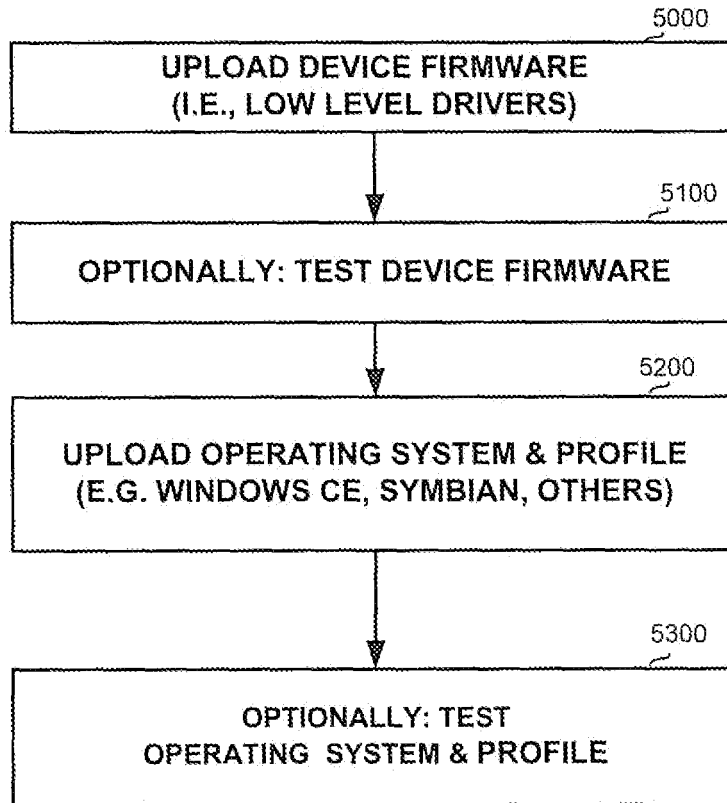 5000
UPLOAD DEVICE FIRMWARE
(I.E., LOW LEVEL DRIVERS)
5100
OPTIONALLY: TEST DEVICE FIRMWARE
5200
UPLOAD OPERATING SYSTEM & PROFILE
(E.G. WINDOWS CE, SYMBIAN, OTHERS)
5300
OPTIONALLY: TEST
OPERATING SYSTEM & PROFILE